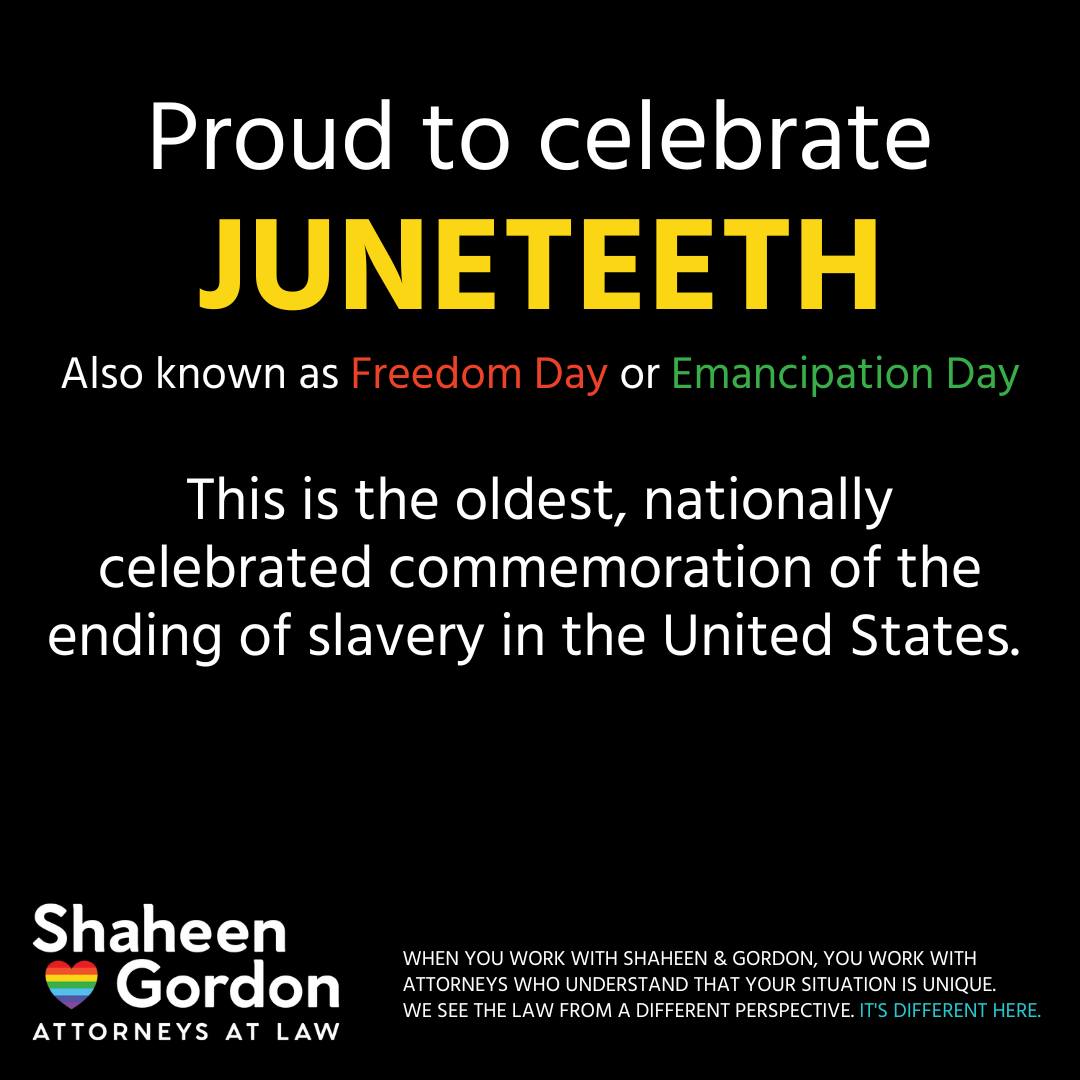 Proud to celebrate
JUNETEETH
Also known as Freedom Day or Emancipation Day
This is the oldest, nationally
celebrated commemoration of the
ending of slavery in the United States.
Shaheen
Gordon
ATTORNEYS AT LAW
WHEN YOU WORK WITH SHAHEEN & GORDON, YOU WORK WITH
ATTORNEYS WHO UNDERSTAND THAT YOUR SITUATION IS UNIQUE.
WE SEE THE LAW FROM A DIFFERENT PERSPECTIVE. IT'S DIFFERENT HERE.